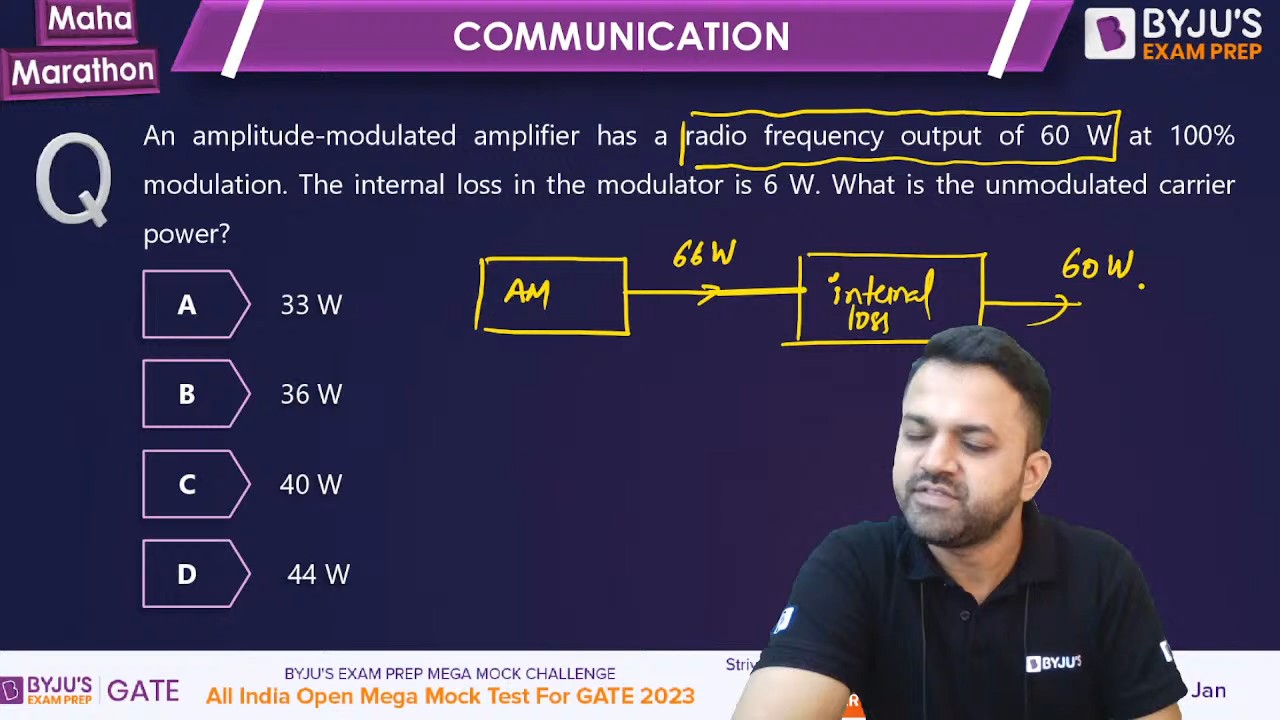 Maha
Marathon
COMMUNICATION
BYJU'S
EXAM PREP
Q
An amplitude-modulated amplifier has a radio frequency output of 60 W at 100%
modulation. The internal loss in the modulator is 6 W. What is the unmodulated carrier
power?
AM
66 W
internal
loss
60 W.
A 33 W
B 36 W
C 40 W
D 44 W
BYJU'S
BYJU'S
EXAM PREP
GATE
BYJU'S EXAM PREP MEGA MOCK CHALLENGE
All India Open Mega Mock Test For GATE 2023
Jan